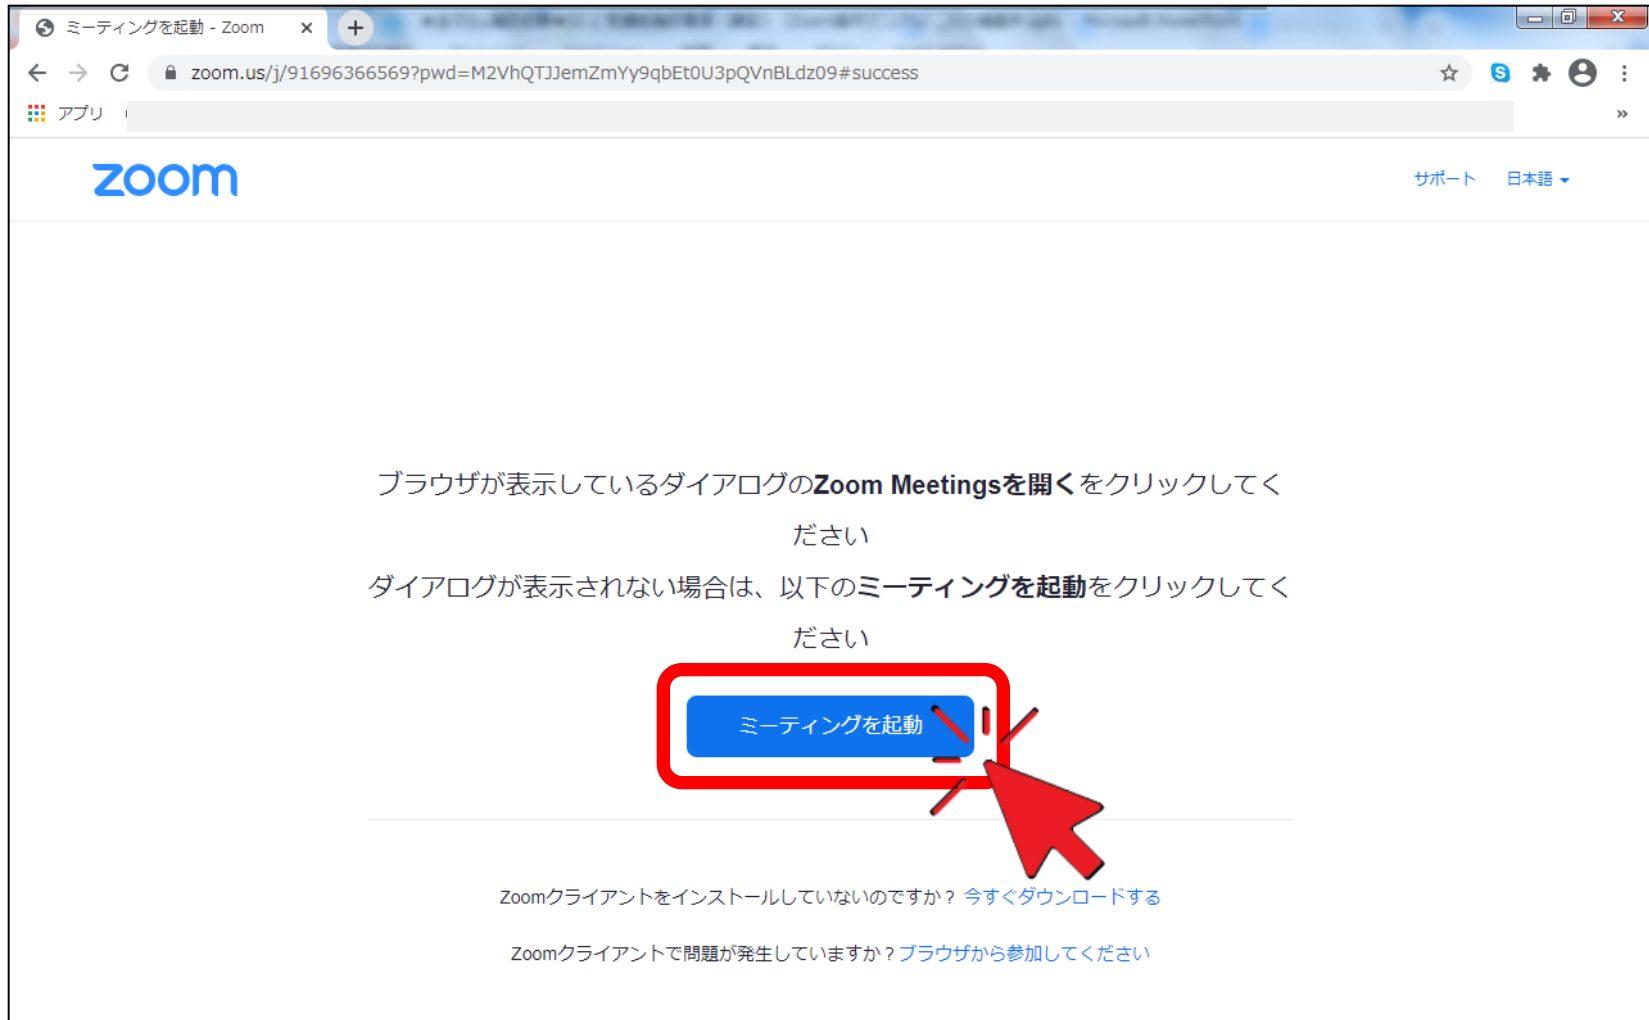 ミーティングを起動 - Zoom
zoom.us/j/91696366569?pwd=M2VhQTJJemZmYy9qbEt0U3pQVnBLdz09#success
アプリ
zoom
サポート 日本語
ブラウザが表示しているダイアログのZoom Meetingsを開くをクリックしてく
ださい
ダイアログが表示されない場合は、以下のミーティングを起動をクリックしてく
ださい
ミーティングを起動
Zoomクライアントをインストールしていないのですか？ 今すぐダウンロードする
Zoomクライアントで問題が発生していますか？ブラウザから参加してください